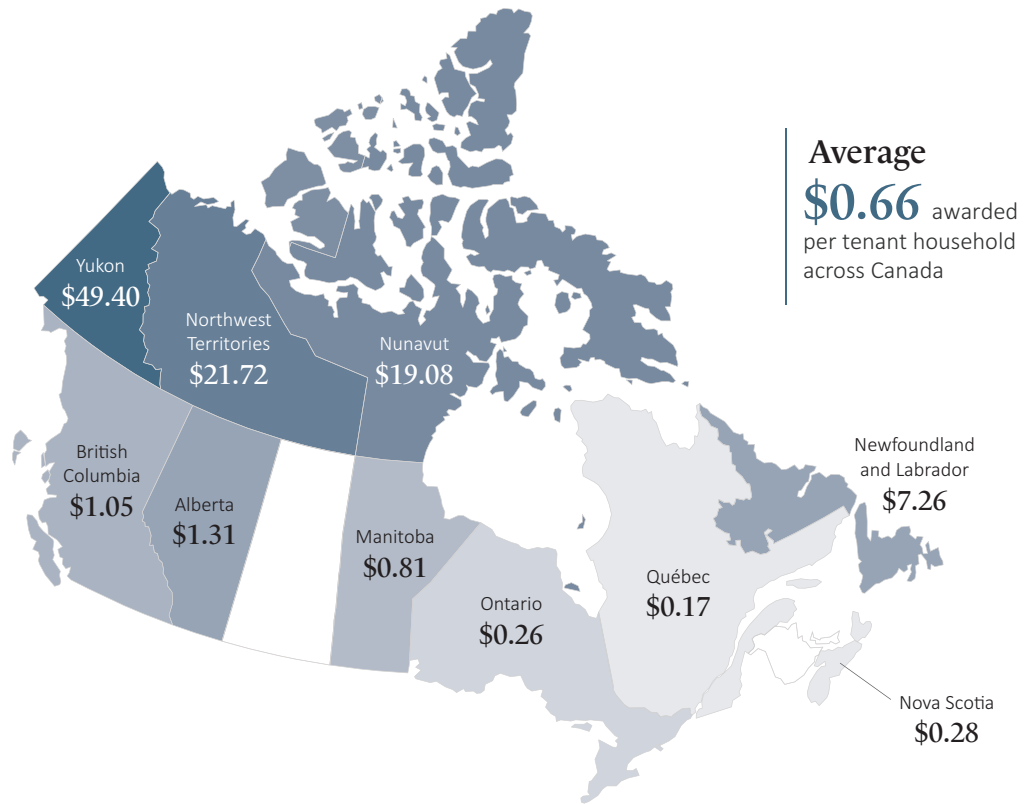 Average
$0.66 awarded
per tenant household
across Canada
Yukon
$49.40
Northwest
Territories
$21.72
Nunavut
$19.08
British
Columbia
$1.05
Alberta
$1.31
Manitoba
$0.81
Ontario
$0.26
Québec
$0.17
Newfoundland
and Labrador
$7.26
Nova Scotia
$0.28